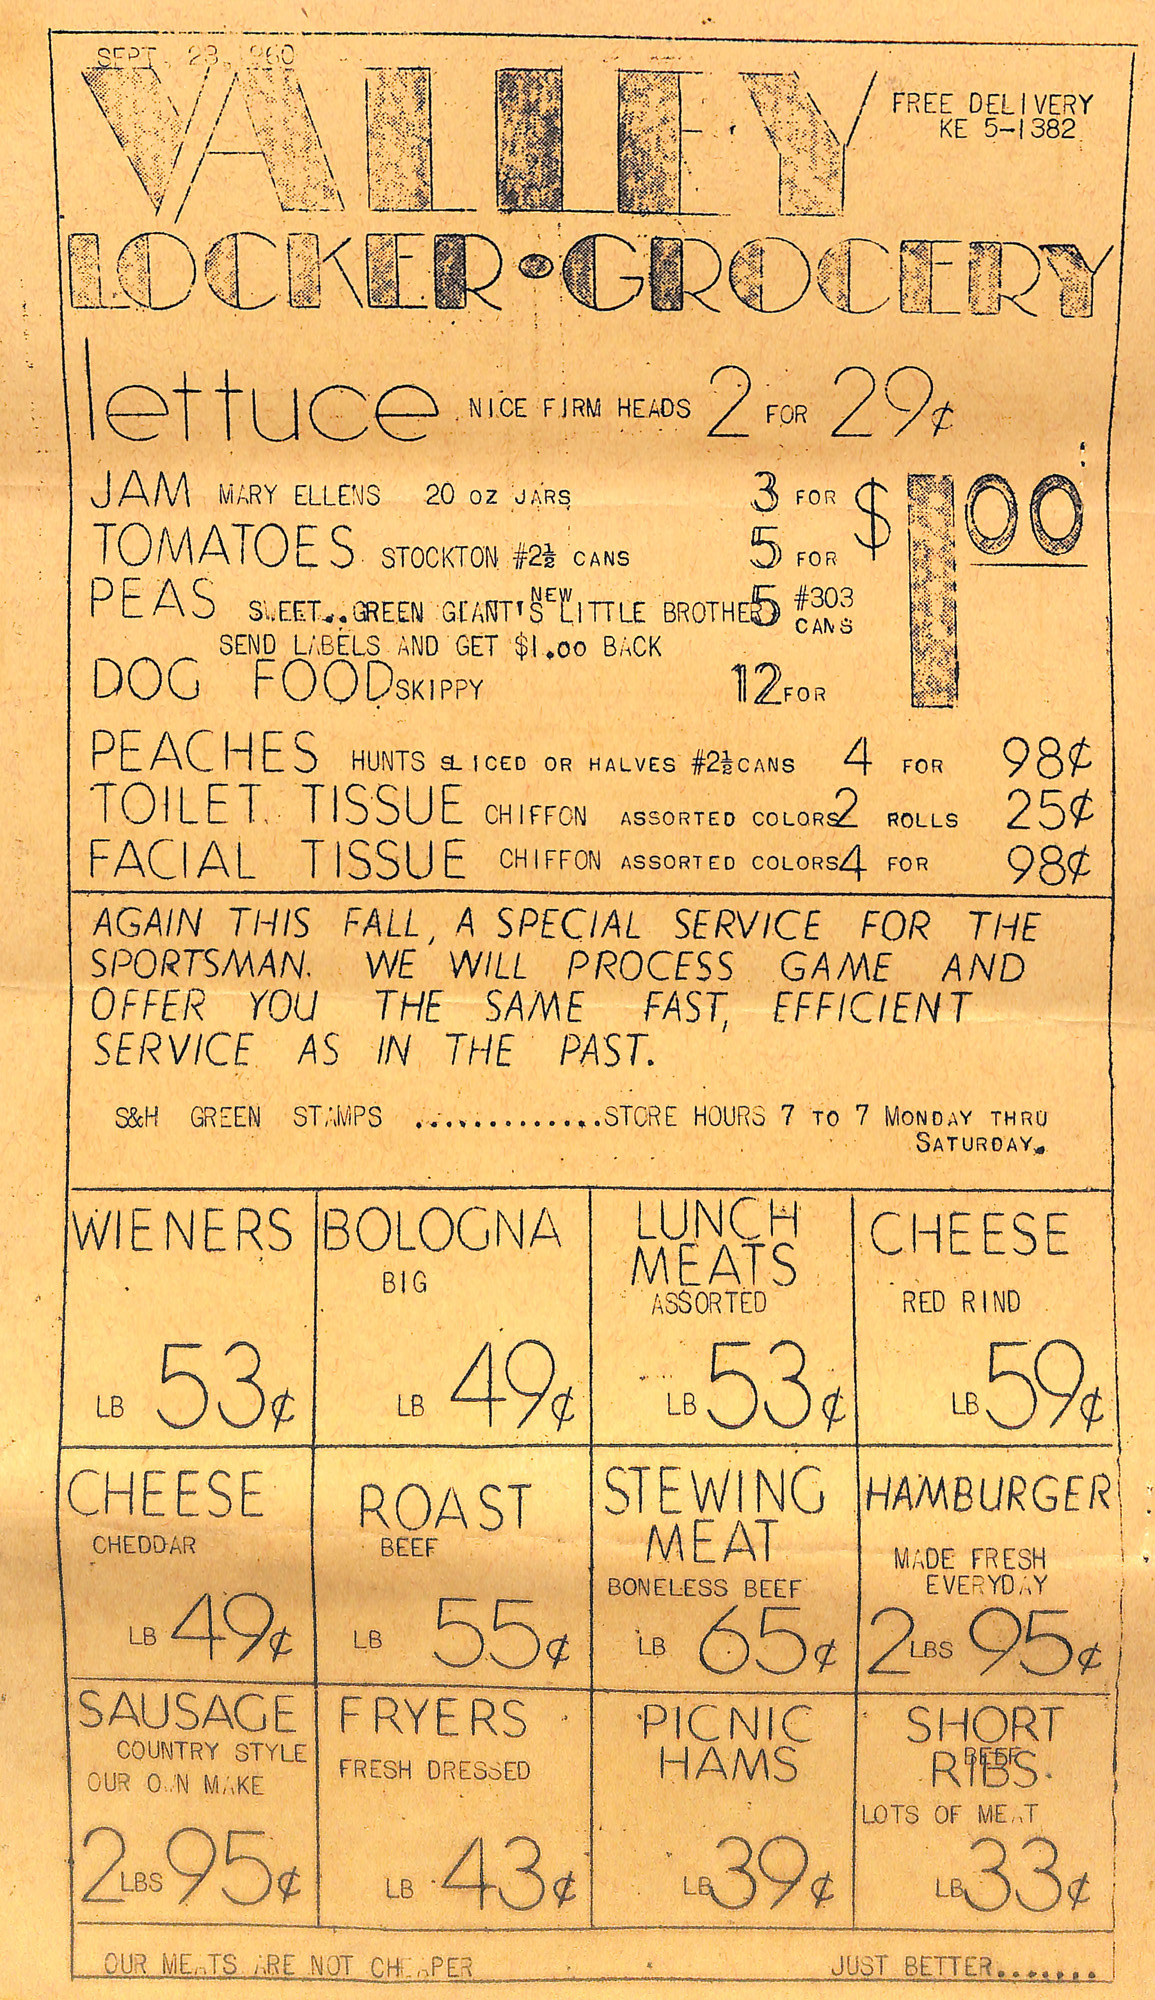 SEPT. 23, 1960
VALLEY
FREE DELIVERY
KE 5-1382
LOCKER • GROCERY
lettuce NICE FIRM HEADS 2 FOR 29¢
JAM MARY ELLENS 20 OZ JARS 3 FOR $1.00
TOMATOES STOCKTON #2½ CANS 5 FOR
PEAS SWEET..GREEN GIANT'S NEW LITTLE BROTHER 5 #303 CANS
SEND LABELS AND GET $1.00 BACK
DOG FOOD SKIPPY 12 FOR
PEACHES HUNTS SLICED OR HALVES #2½ CANS 4 FOR 98¢
TOILET TISSUE CHIFFON ASSORTED COLORS 2 ROLLS 25¢
FACIAL TISSUE CHIFFON ASSORTED COLORS 4 FOR 98¢
AGAIN THIS FALL, A SPECIAL SERVICE FOR THE
SPORTSMAN. WE WILL PROCESS GAME AND
OFFER YOU THE SAME FAST, EFFICIENT
SERVICE AS IN THE PAST.
S&H GREEN STAMPS .............STORE HOURS 7 TO 7 MONDAY THRU
SATURDAY.
WIENERS
LB 53¢
BOLOGNA
BIG
LB 49¢
LUNCH
MEATS
ASSORTED
LB 53¢
CHEESE
RED RIND
LB 59¢
CHEESE
CHEDDAR
LB 49¢
ROAST
BEEF
LB 55¢
STEWING
MEAT
BONELESS BEEF
LB 65¢
HAMBURGER
MADE FRESH
EVERYDAY
2 LBS 95¢
SAUSAGE
COUNTRY STYLE
OUR OWN MAKE
2 LBS 95¢
FRYERS
FRESH DRESSED
LB 43¢
PICNIC
HAMS
LB 39¢
SHORT
BEEF
RIBS
LOTS OF MEAT
LB 33¢
OUR MEATS ARE NOT CHEAPER JUST BETTER.......